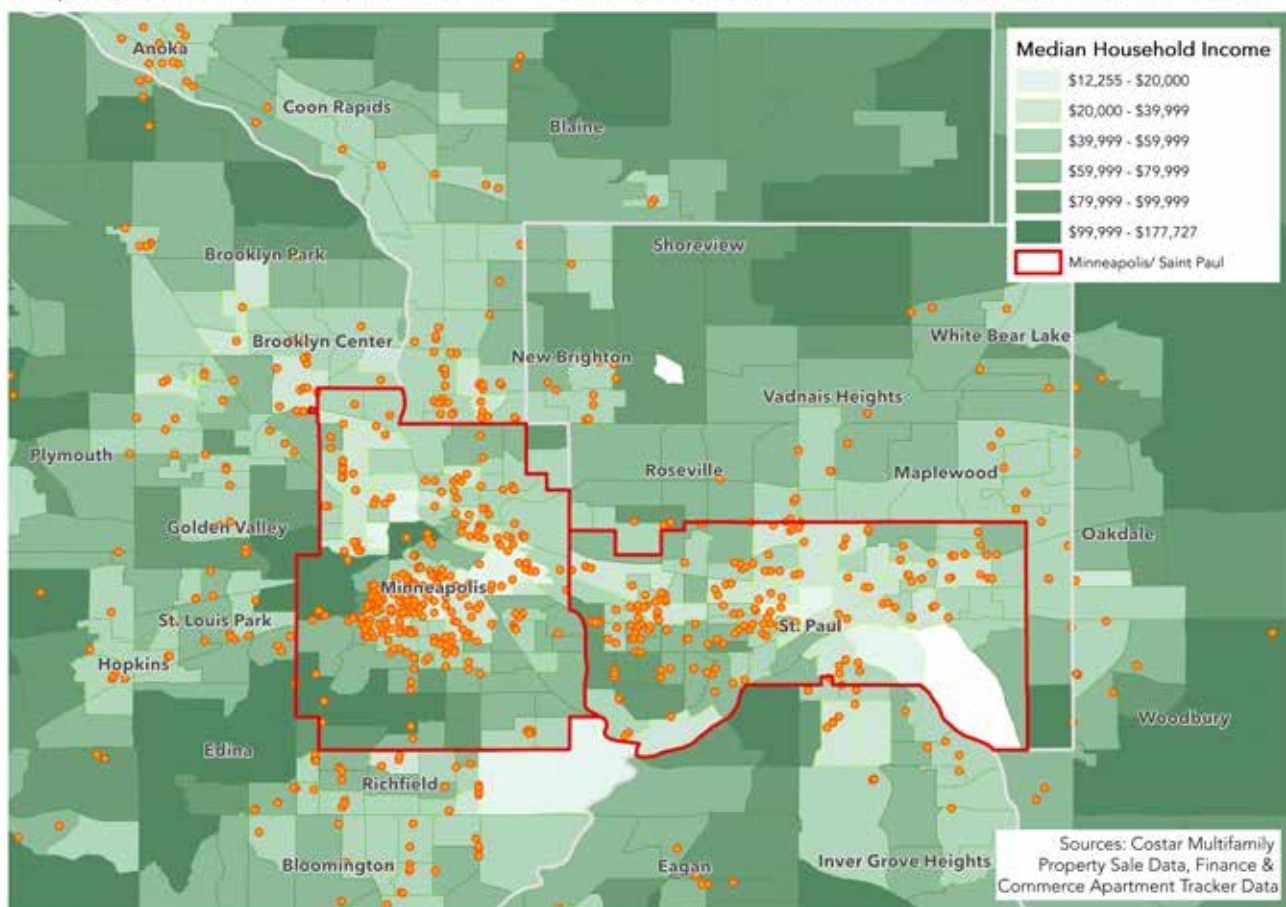 Median Household Income
$12,255 - $20,000
$20,000 - $39,999
$39,999 - $59,999
$59,999 - $79,999
$79,999 - $99,999
$99,999 - $177,727
Minneapolis/ Saint Paul
Anoka
Coon Rapids
Blaine
Brooklyn Park
Shoreview
Brooklyn Center
New Brighton
White Bear Lake
Vadnais Heights
Plymouth
Roseville
Maplewood
Golden Valley
Oakdale
Minneapolis
St. Louis Park
St. Paul
Hopkins
Woodbury
Edina
Richfield
Bloomington
Eagan
Inver Grove Heights
Sources: Costar Multifamily
Property Sale Data, Finance &
Commerce Apartment Tracker Data